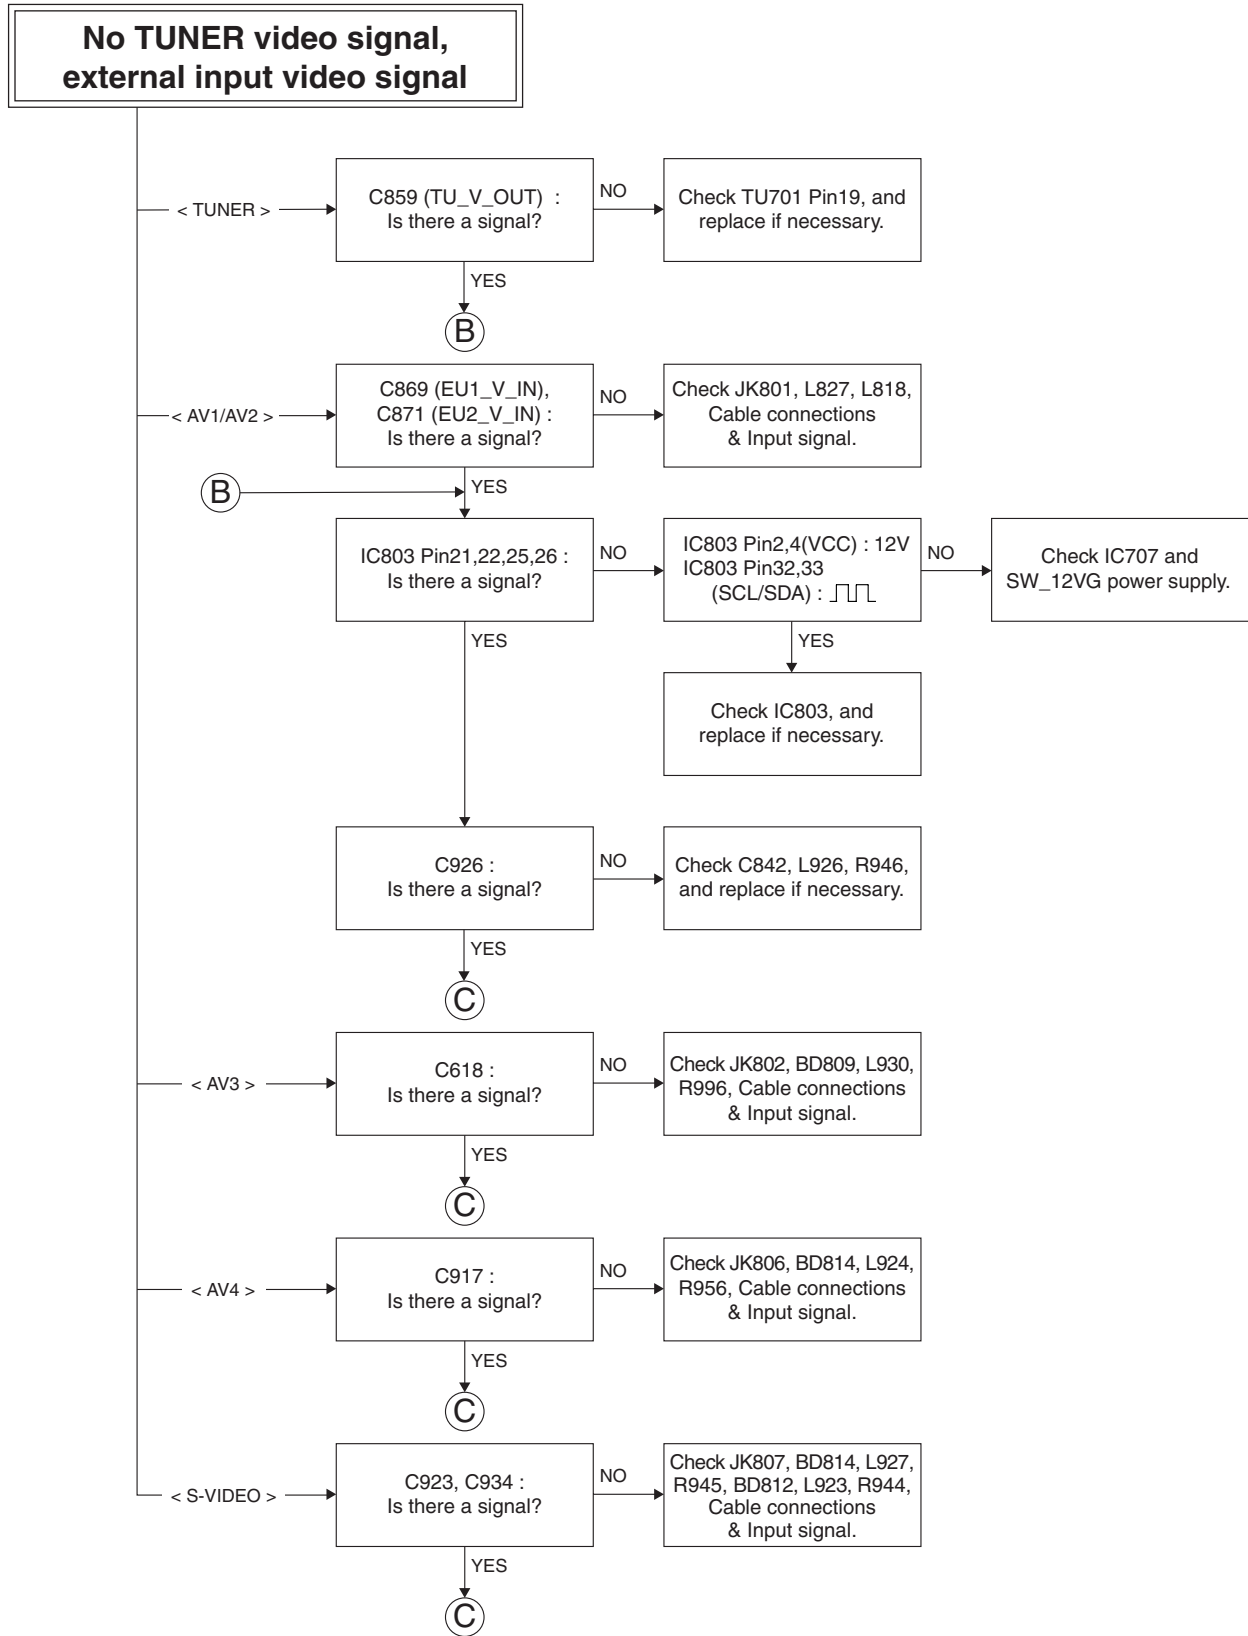 No TUNER video signal,
external input video signal
< TUNER >
C859 (TU_V_OUT) :
Is there a signal?
NO
Check TU701 Pin19, and
replace if necessary.
YES
B
< AV1/AV2 >
C869 (EU1_V_IN),
C871 (EU2_V_IN) :
Is there a signal?
NO
Check JK801, L827, L818,
Cable connections
& Input signal.
B
YES
IC803 Pin21,22,25,26 :
Is there a signal?
NO
IC803 Pin2,4(VCC) : 12V
IC803 Pin32,33
(SCL/SDA) :
NO
Check IC707 and
SW_12VG power supply.
YES
YES
Check IC803, and
replace if necessary.
C926 :
Is there a signal?
NO
Check C842, L926, R946,
and replace if necessary.
YES
C
< AV3 >
C618 :
Is there a signal?
NO
Check JK802, BD809, L930,
R996, Cable connections
& Input signal.
YES
C
< AV4 >
C917 :
Is there a signal?
NO
Check JK806, BD814, L924,
R956, Cable connections
& Input signal.
YES
C
< S-VIDEO >
C923, C934 :
Is there a signal?
NO
Check JK807, BD814, L927,
R945, BD812, L923, R944,
Cable connections
& Input signal.
YES
C